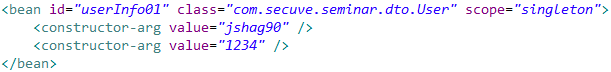 <bean id="userInfo01" class="com.secuve.seminar.dto.User" scope="singleton">
<constructor-arg value="jshag90" />
<constructor-arg value="1234" />
</bean>